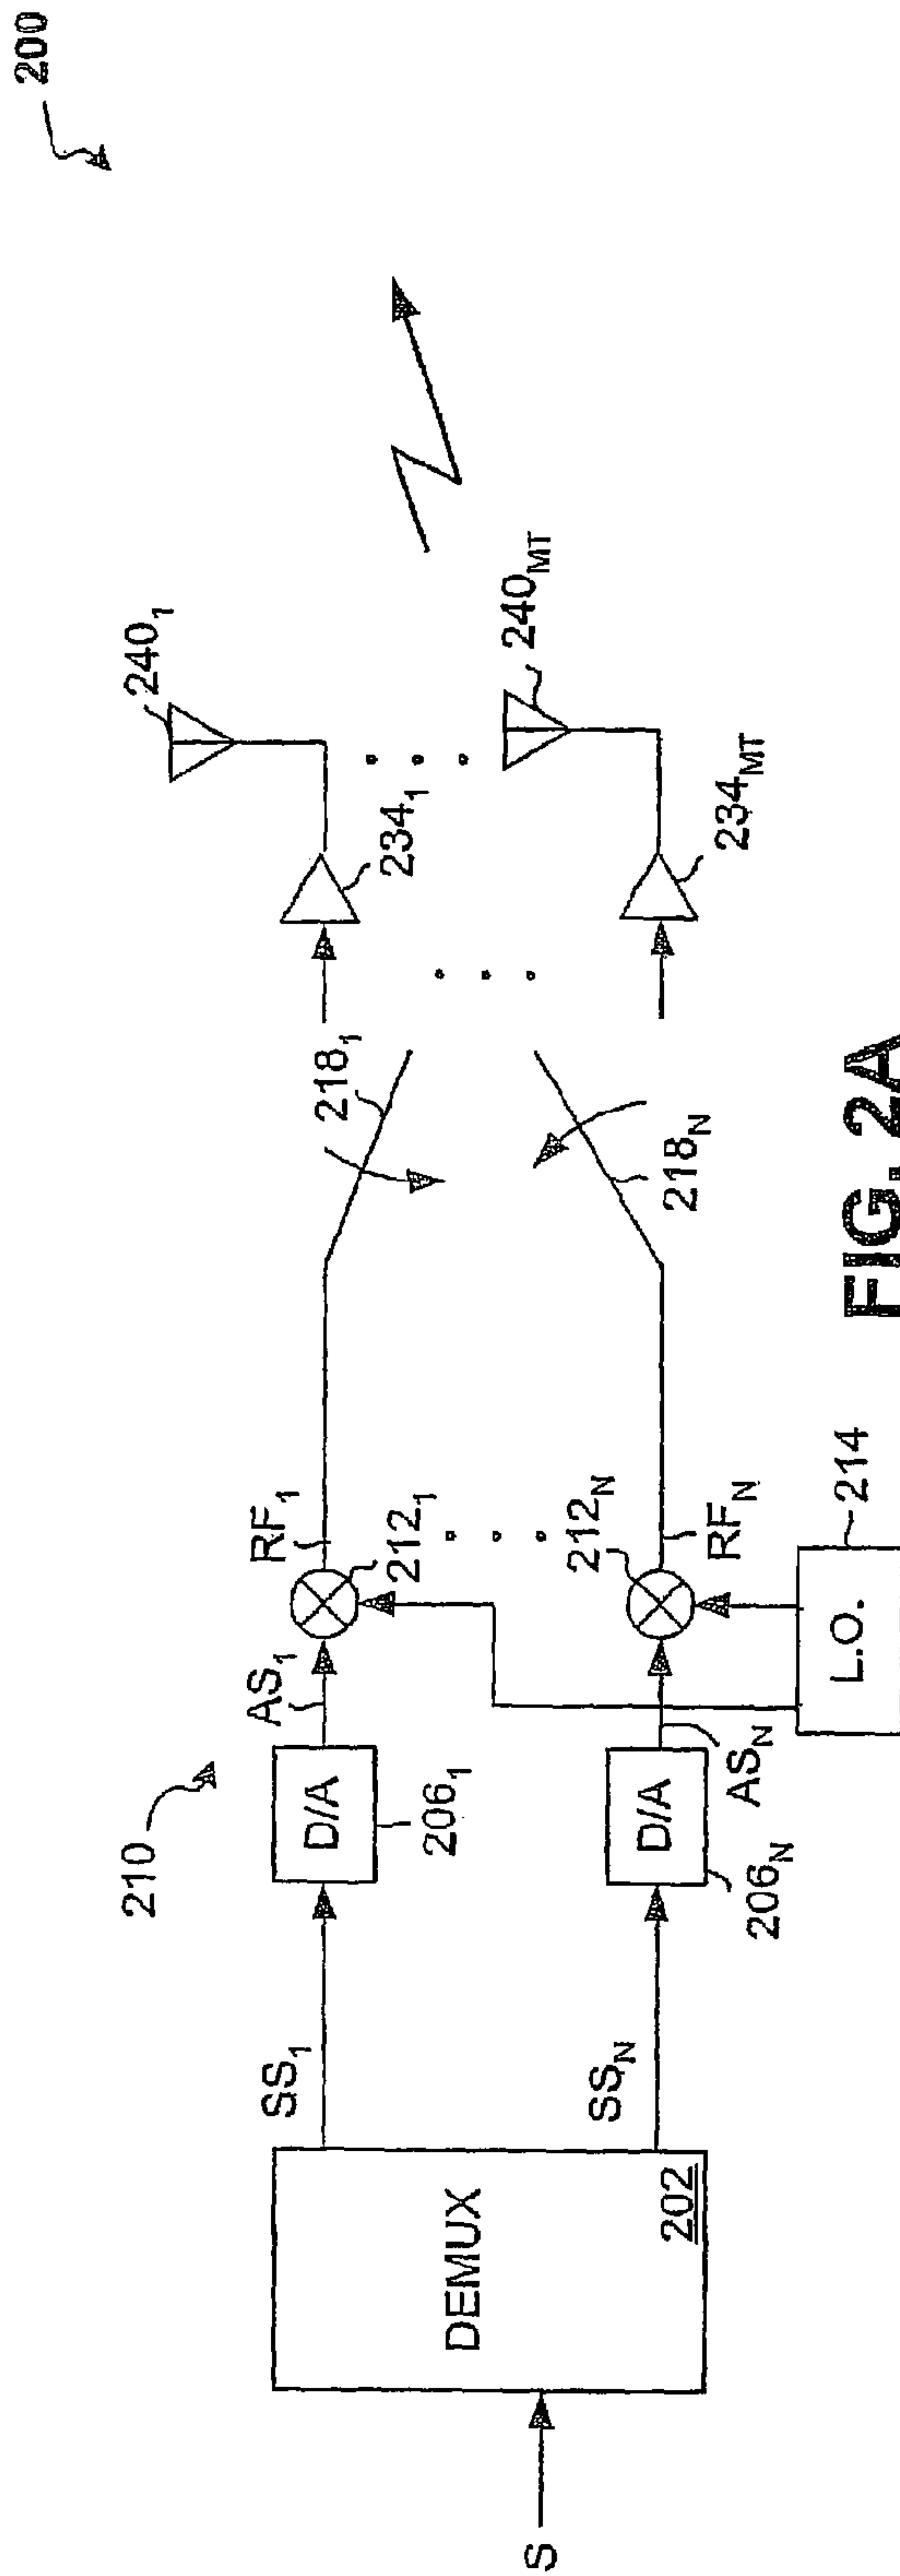 200
210
S
DEMUX
202
SS1
SSN
D/A
2061
D/A
206N
AS1
ASN
RF1
2121
212N
RFN
L.O.
214
2181
218N
2341
234MT
2401
240MT
FIG. 2A